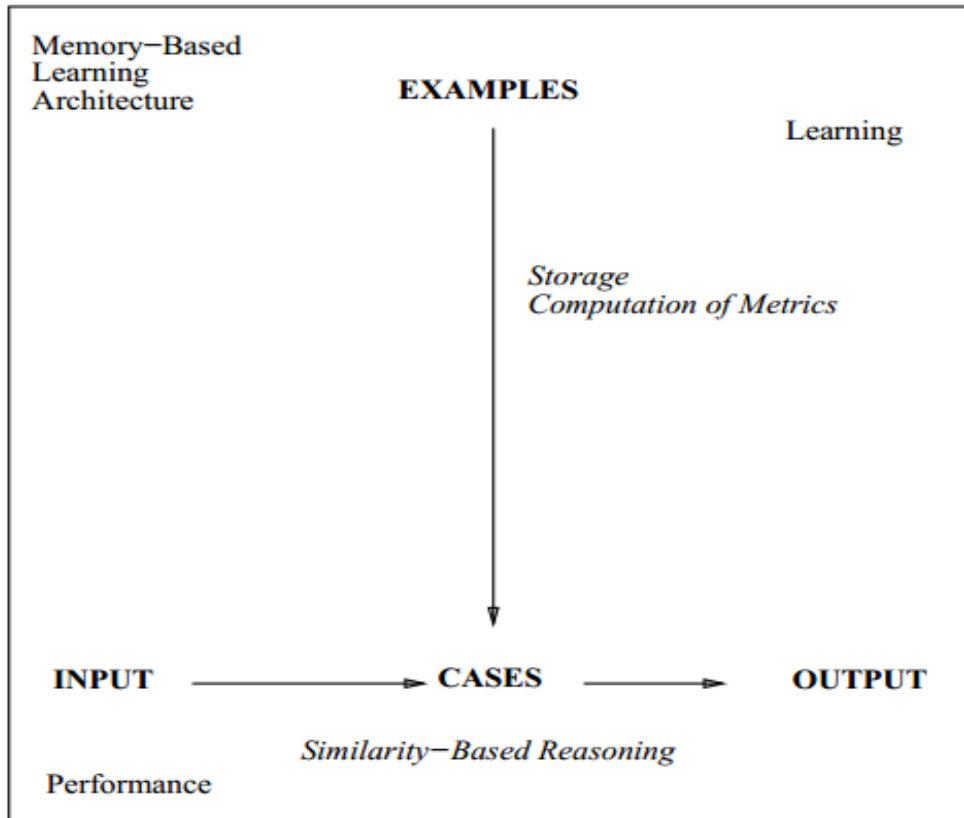 Memory−Based
Learning
Architecture
EXAMPLES
Learning
Storage
Computation of Metrics
INPUT
CASES
OUTPUT
Similarity−Based Reasoning
Performance